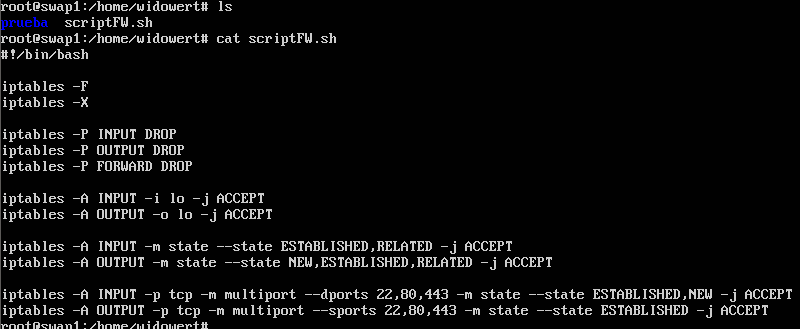 root@swap1:/home/widowert# ls
prueba  scriptFW.sh
root@swap1:/home/widowert# cat scriptFW.sh
#!/bin/bash
iptables -F
iptables -X
iptables -P INPUT DROP
iptables -P OUTPUT DROP
iptables -P FORWARD DROP
iptables -A INPUT -i lo -j ACCEPT
iptables -A OUTPUT -o lo -j ACCEPT
iptables -A INPUT -m state --state ESTABLISHED,RELATED -j ACCEPT
iptables -A OUTPUT -m state --state NEW,ESTABLISHED,RELATED -j ACCEPT
iptables -A INPUT -p tcp -m multiport --dports 22,80,443 -m state --state ESTABLISHED,NEW -j ACCEPT
iptables -A OUTPUT -p tcp -m multiport --sports 22,80,443 -m state --state ESTABLISHED -j ACCEPT
root@swap1:/home/widowert#